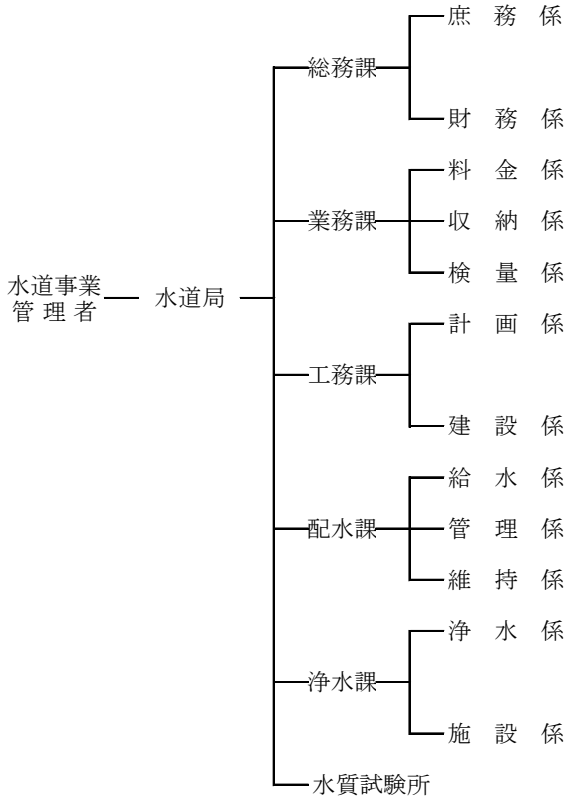 水道事業
管理者
水道局
総務課
庶務係
財務係
業務課
料金係
収納係
検量係
工務課
計画係
建設係
配水課
給水係
管理係
維持係
浄水課
浄水係
施設係
水質試験所